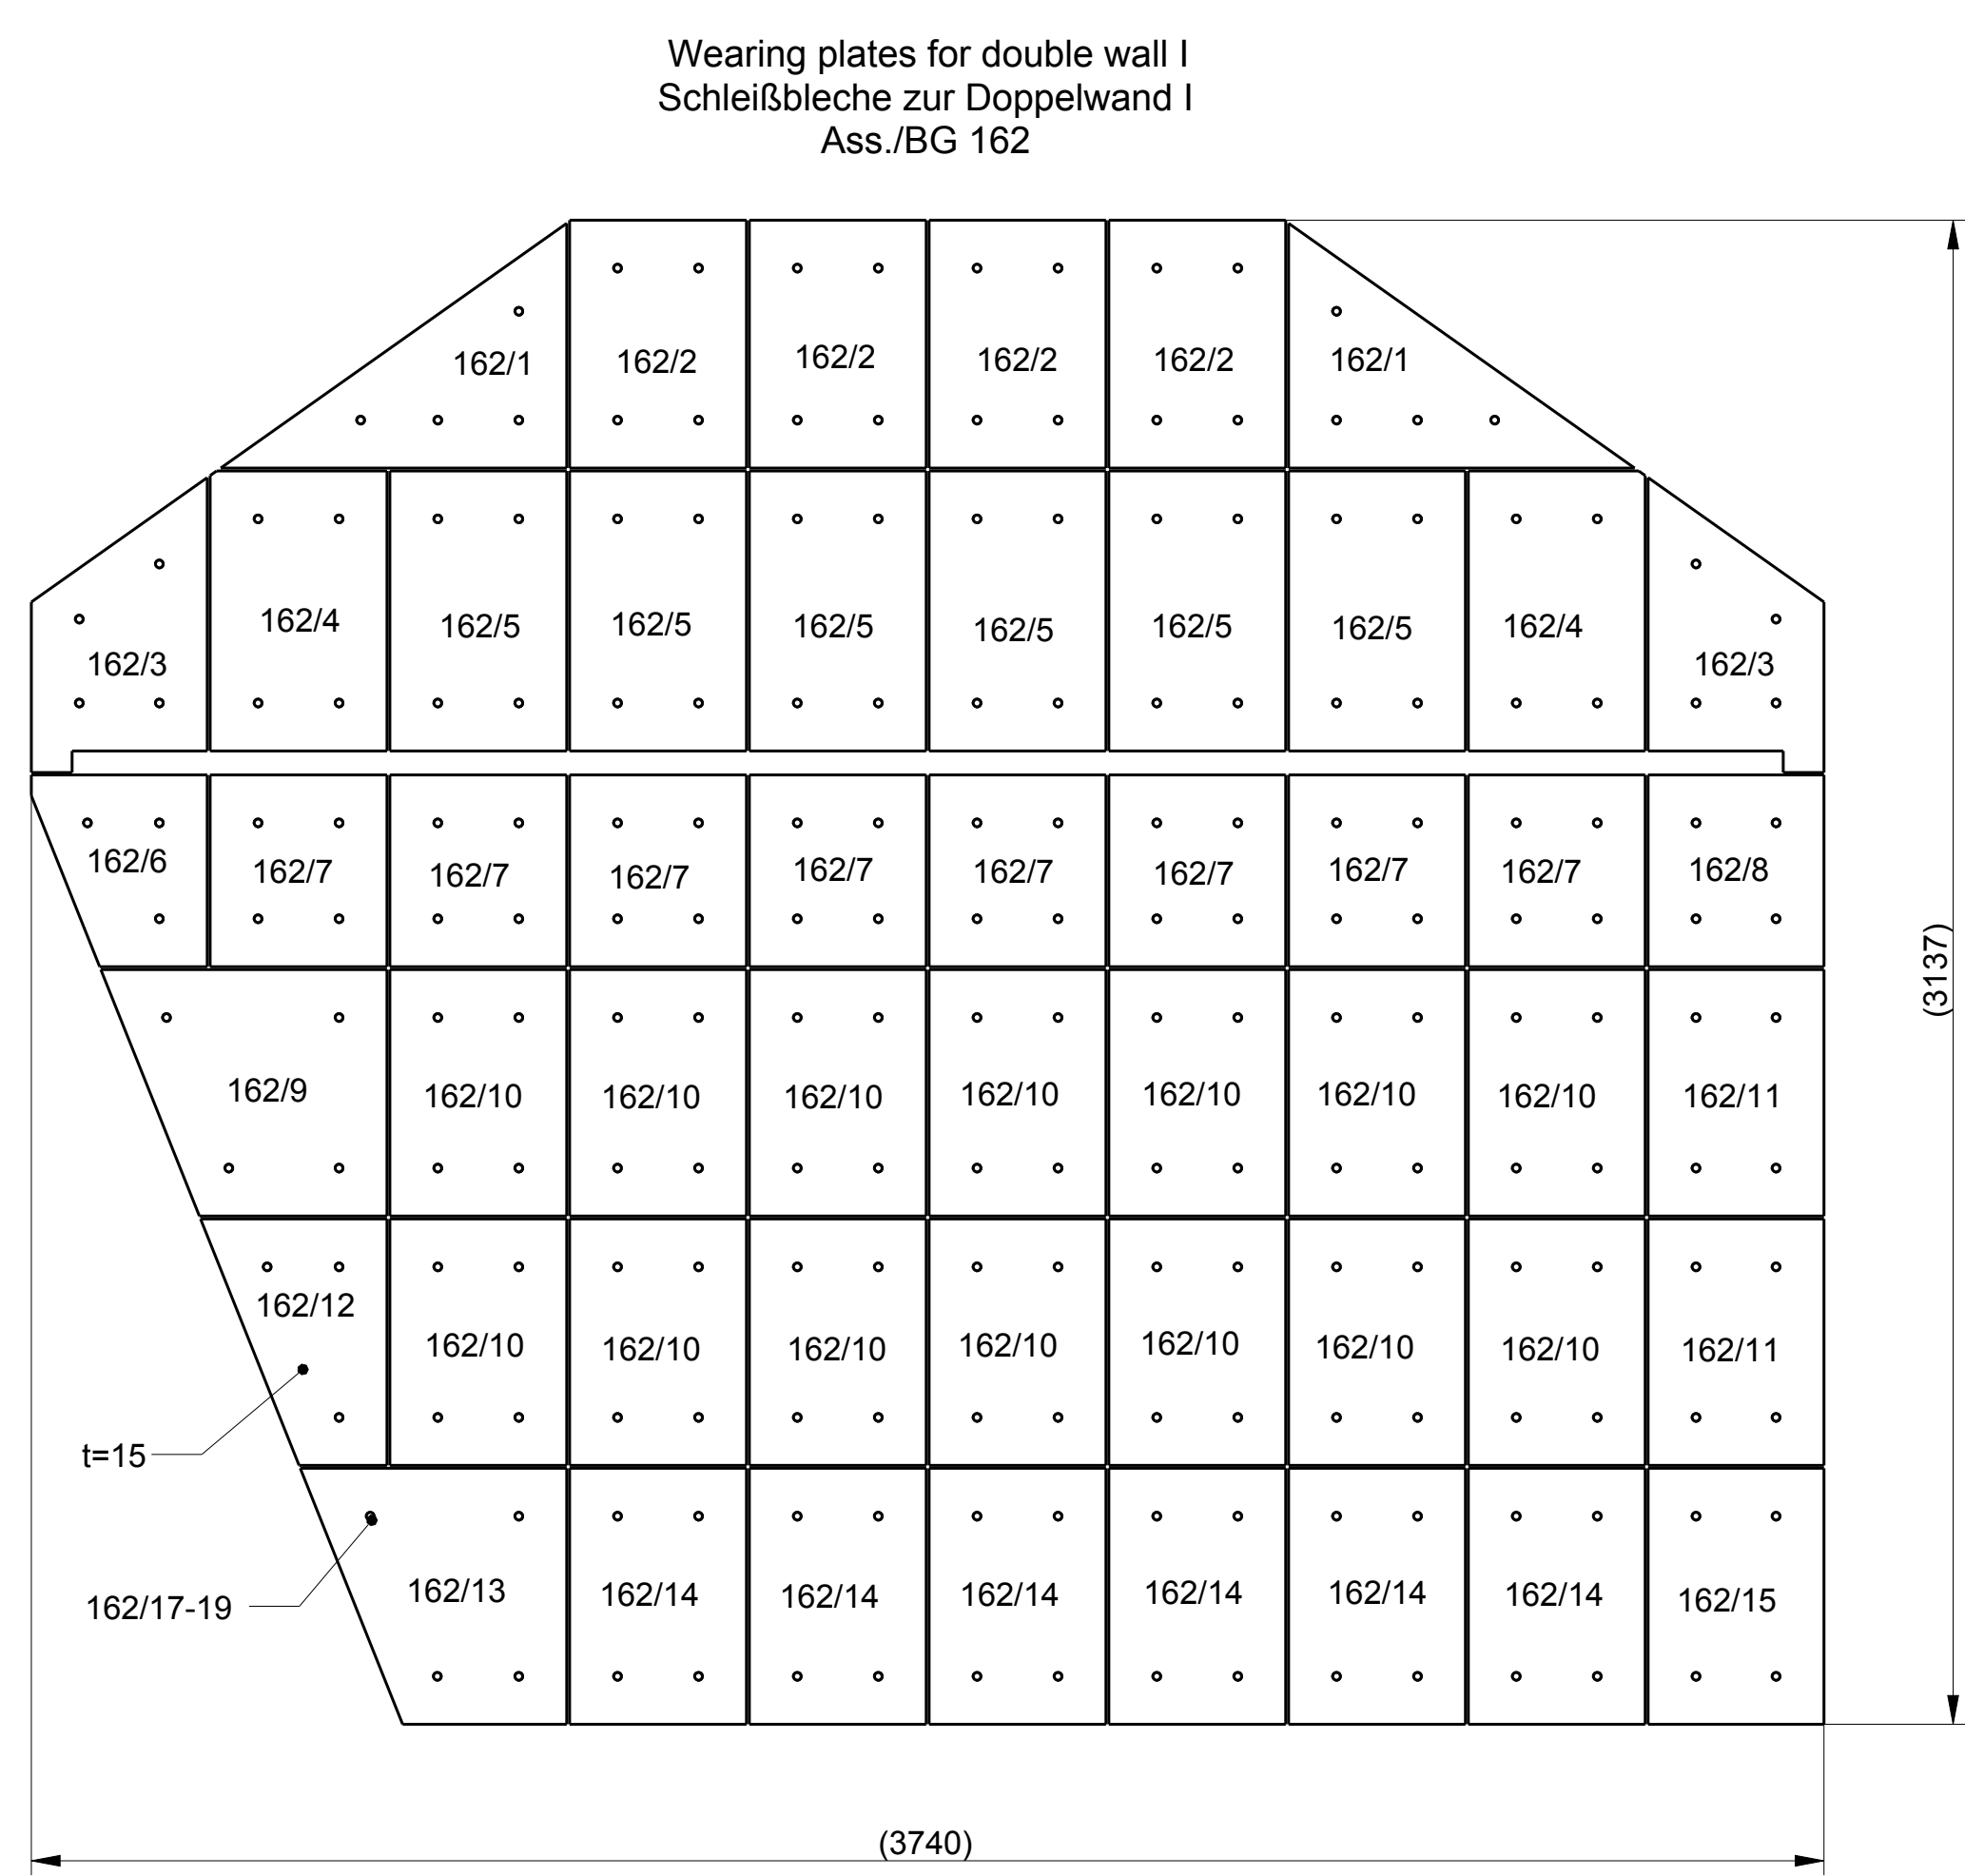 Wearing plates for double wall I
Schleißbleche zur Doppelwand I
Ass./BG 162
162/1 162/2 162/2 162/2 162/2 162/1
162/3 162/4 162/5 162/5 162/5 162/5 162/5 162/5 162/4 162/3
162/6 162/7 162/7 162/7 162/7 162/7 162/7 162/7 162/7 162/8
(3137)
162/9 162/10 162/10 162/10 162/10 162/10 162/10 162/10 162/11
162/12 162/10 162/10 162/10 162/10 162/10 162/10 162/10 162/11
t=15
162/13 162/14 162/14 162/14 162/14 162/14 162/14 162/15
162/17-19
(3740)